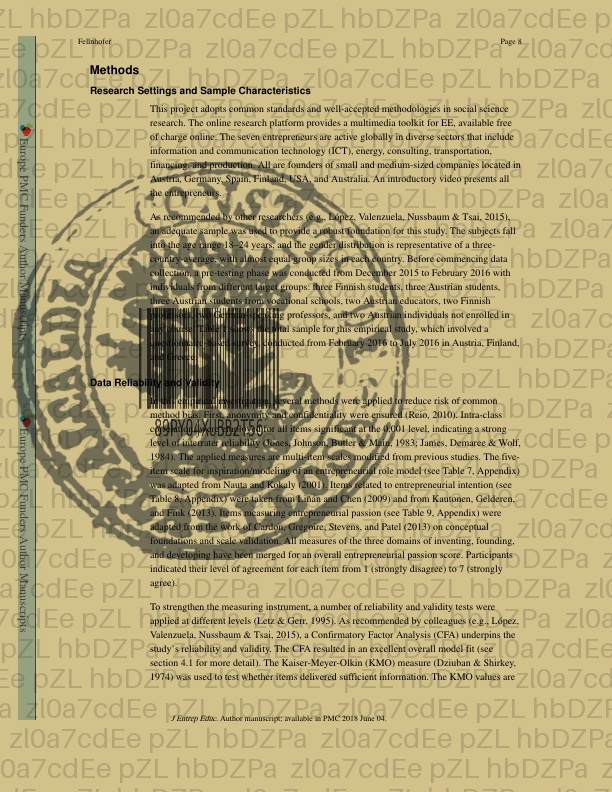 Fellnhofer Page 8
Methods
Research Settings and Sample Characteristics
This project adopts common standards and well-accepted methodologies in social science
research. The online research platform provides a multimedia toolkit for EE, available free
of charge online. The seven entrepreneurs are active globally in diverse sectors that include
information and communication technology (ICT), energy, consulting, transportation,
financing, and production. All are founders of small and medium-sized companies located in
Austria, Germany, Spain, Finland, USA, and Australia. An introductory video presents all
the entrepreneurs.
As recommended by other researchers (e.g., López, Valenzuela, Nussbaum & Tsai, 2015),
an adequate sample was used to provide a robust foundation for this study. The subjects fall
into the age range 18–24 years, and the gender distribution is representative of a three-
country-average, with almost equal group sizes in each country. Before commencing data
collection, a pre-testing phase was conducted from December 2015 to February 2016 with
individuals from different target groups: three Finnish students, three Austrian students,
three Austrian students from vocational schools, two Austrian educators, two Finnish
professors, two professors, and two Austrian individuals not enrolled in
any course. Table 1 shows the total sample for this empirical study, which involved a
questionnaire-based survey, conducted from February 2016 to July 2016 in Austria, Finland,
and Greece.
Data Reliability and Validity
In this empirical investigation, several methods were applied to reduce risk of common
method bias. First, anonymity and confidentiality were ensured (Reio, 2010). Intra-class
for all items significant at the 0.001 level, indicating a strong
level of interrater reliability (Jones, Johnson, Butler & Main, 1983; James, Demaree & Wolf,
1984). The applied measures are multi-item scales modified from previous studies. The five-
item scale for inspiration/modeling of an entrepreneurial role model (see Table 7, Appendix)
was adapted from Nauta and Kokaly (2001). Items related to entrepreneurial intention (see
Table 8, Appendix) were taken from Liñán and Chen (2009) and from Kautonen, Gelderen,
and Fink (2013). Items measuring entrepreneurial passion (see Table 9, Appendix) were
adapted from the work of Cardon, Gregoire, Stevens, and Patel (2013) on conceptual
foundations and scale validation. All measures of the three domains of inventing, founding,
and developing have been merged for an overall entrepreneurial passion score. Participants
indicated their level of agreement for each item from 1 (strongly disagree) to 7 (strongly
agree).
To strengthen the measuring instrument, a number of reliability and validity tests were
applied at different levels (Letz & Gerr, 1995). As recommended by colleagues (e.g., López,
Valenzuela, Nussbaum & Tsai, 2015), a Confirmatory Factor Analysis (CFA) underpins the
study's reliability and validity. The CFA resulted in an excellent overall model fit (see
section 4.1 for more detail). The Kaiser-Meyer-Olkin (KMO) measure (Dziuban & Shirkey,
1974) was used to test whether items delivered sufficient information. The KMO values are
J Entrep Educ. Author manuscript; available in PMC 2018 June 04.
Europe PMC Funders Author Manuscripts
Europe PMC Funders Author Manuscripts
zl0a7cdEe pZL hbDZPa